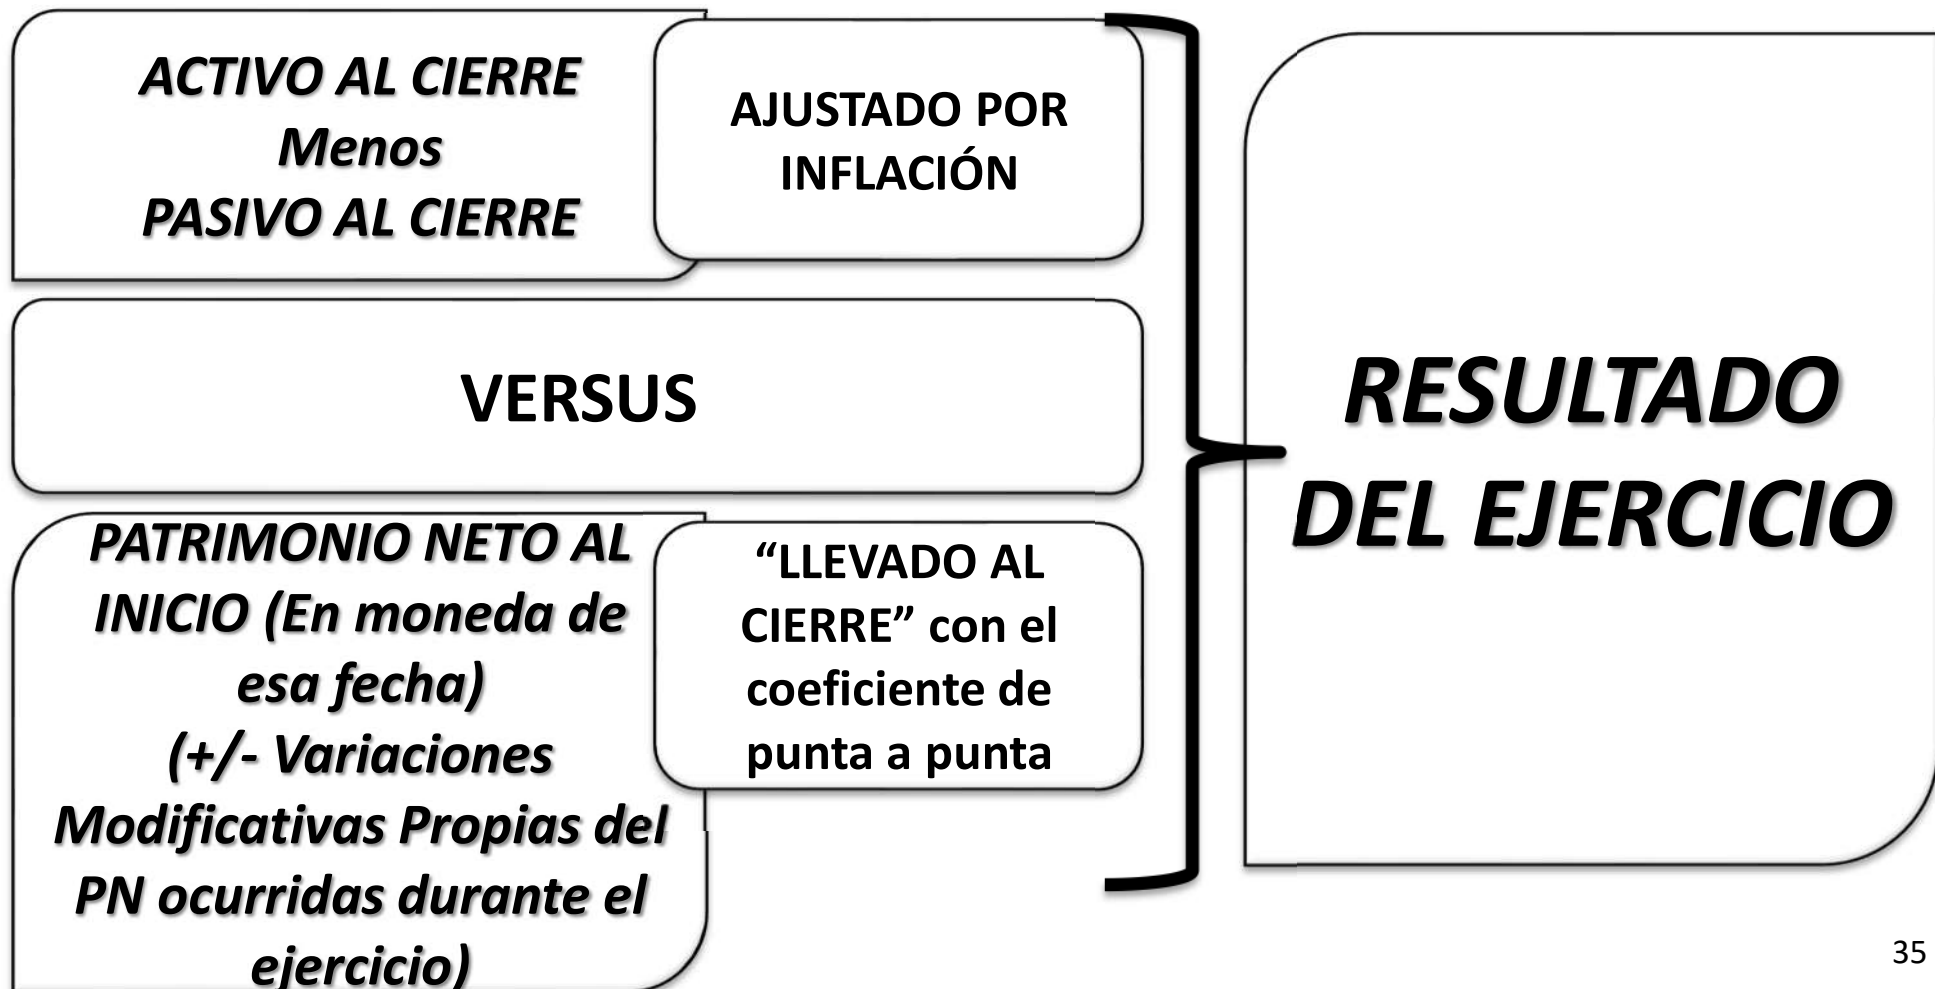 ACTIVO AL CIERRE
Menos
PASIVO AL CIERRE
AJUSTADO POR
INFLACIÓN
VERSUS
PATRIMONIO NETO AL
INICIO (En moneda de
esa fecha)
(+/- Variaciones
Modificativas Propias del
PN ocurridas durante el
ejercicio)
“LLEVADO AL
CIERRE” con el
coeficiente de
punta a punta
RESULTADO
DEL EJERCICIO
35